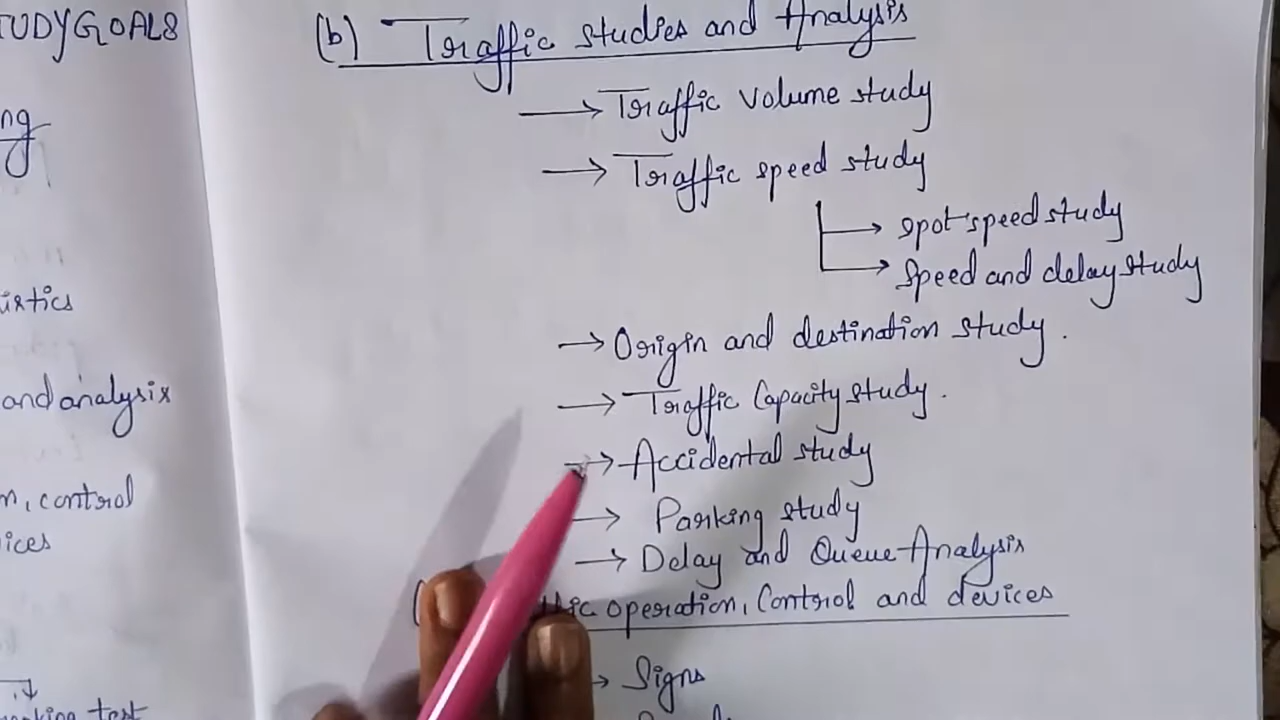 TUDYGOALS
(b) Traffic studies and Analysis
→ Traffic volume study
→ Traffic speed study
→ spot speed study
→ speed and delay study
→ Origin and destination study.
→ Traffic Capacity study.
→ Accidental study
→ Parking study
→ Delay and Queue Analysis
operation, Control and devices
→ Signs
ng
istics
and analysis
n, control
ices
test